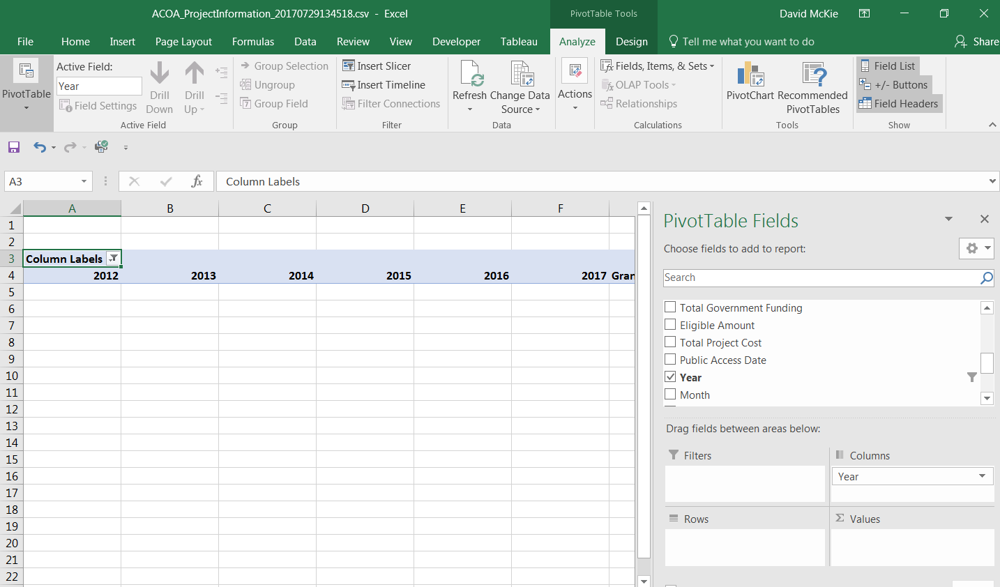 ACOA_ProjectInformation_20170729134518.csv - Excel
PivotTable Tools
David McKie
File Home Insert Page Layout Formulas Data Review View Developer Tableau Analyze Design Tell me what you want to do Share
PivotTable
Active Field:
Year
Field Settings
Drill Down
Drill Up
Active Field
Group Selection
Ungroup
Group Field
Group
Insert Slicer
Insert Timeline
Filter Connections
Filter
Refresh
Change Data Source
Data
Actions
Fields, Items, & Sets
OLAP Tools
Relationships
Calculations
PivotChart
Recommended PivotTables
Tools
Field List
+/- Buttons
Field Headers
Show
A3
fx
Column Labels
A B C D E F
1
2
3 Column Labels
4 2012 2013 2014 2015 2016 2017 Gran
5
6
7
8
9
10
11
12
13
14
15
16
17
18
19
20
21
22
PivotTable Fields
Choose fields to add to report:
Search
Total Government Funding
Eligible Amount
Total Project Cost
Public Access Date
Year
Month
Drag fields between areas below:
Filters
Columns
Year
Rows
Σ Values